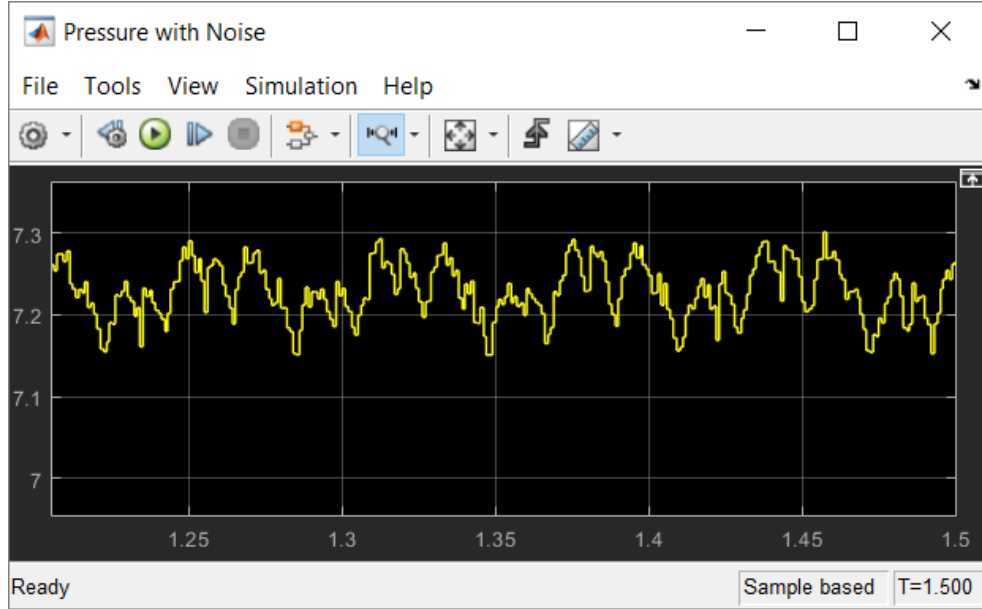 Pressure with Noise
File Tools View Simulation Help
7.3
7.2
7.1
7
1.25 1.3 1.35 1.4 1.45 1.5
Ready Sample based T=1.500